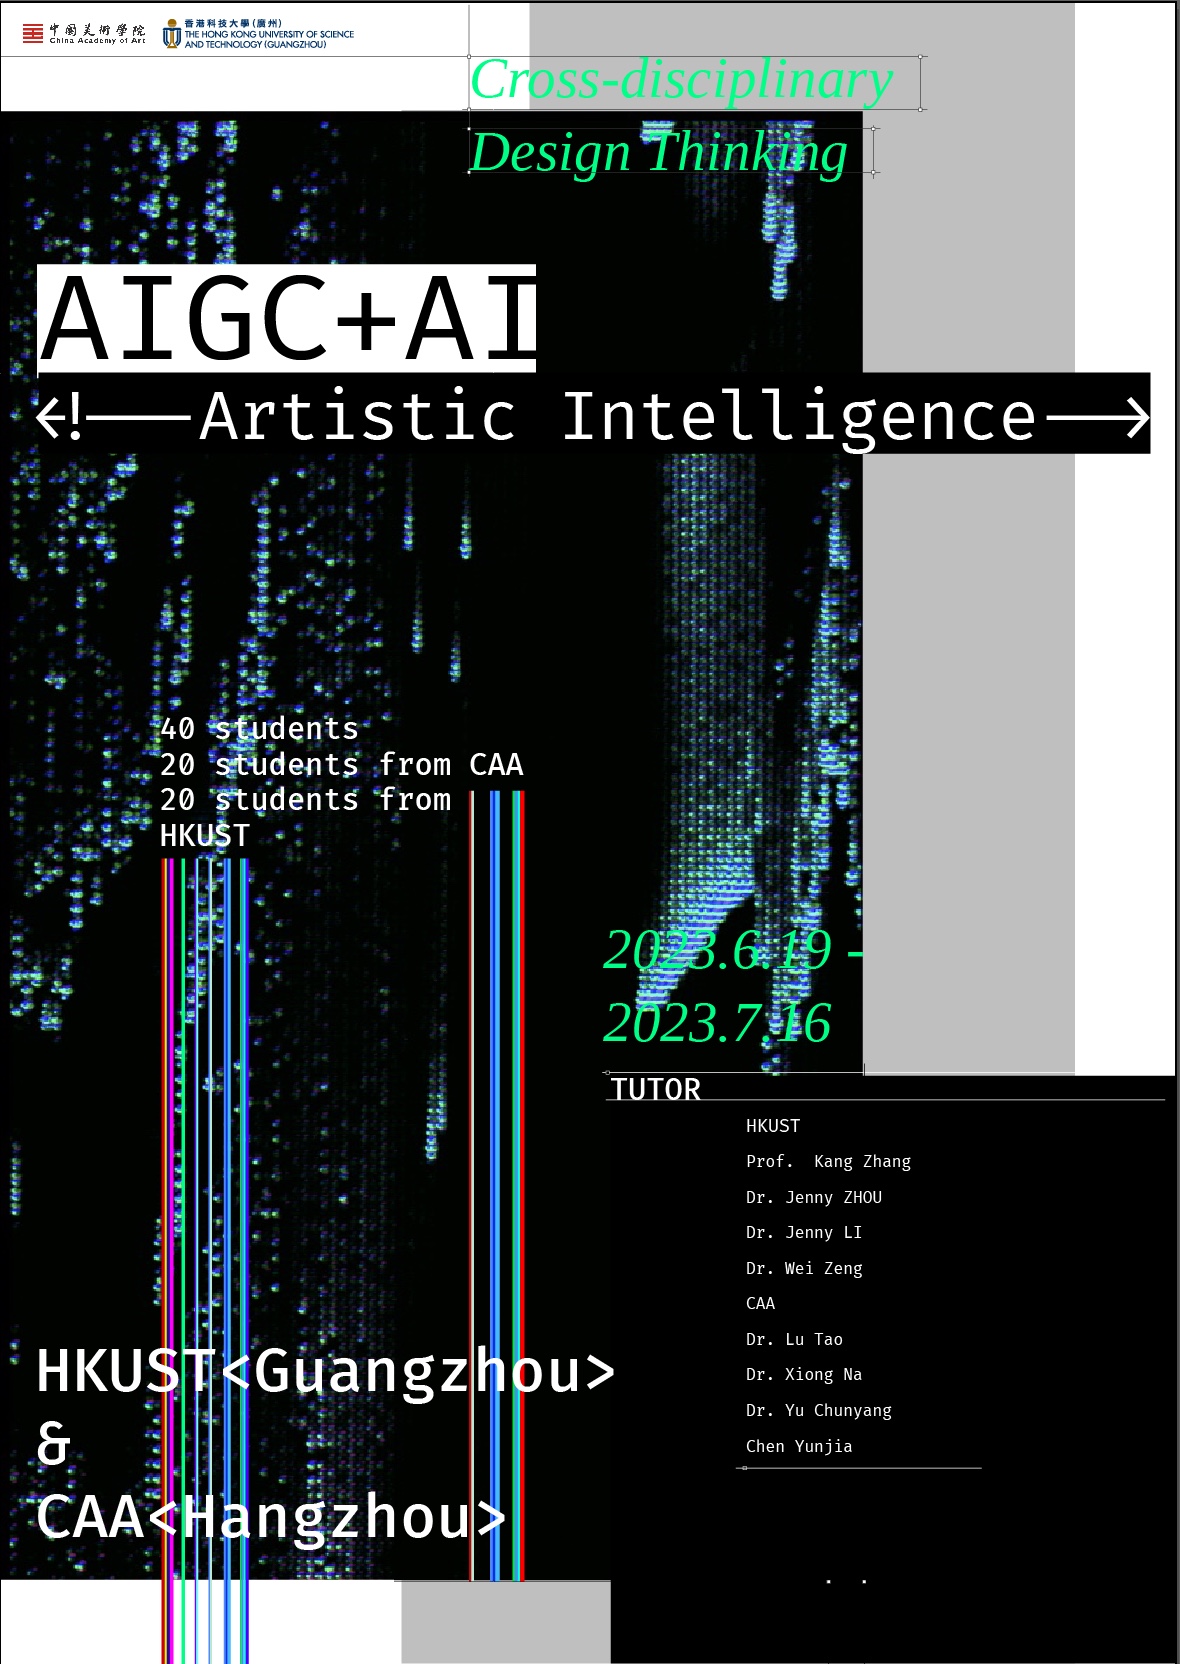 中国美術學院
China Academy of Art
香港科技大學(廣州)
THE HONG KONG UNIVERSITY OF SCIENCE
AND TECHNOLOGY (GUANGZHOU)
Cross-disciplinary
Design Thinking
AIGC+AI
<!——Artistic Intelligence——>
40 students
20 students from CAA
20 students from
HKUST
2023.6.19 -
2023.7.16
TUTOR
HKUST
Prof. Kang Zhang
Dr. Jenny ZHOU
Dr. Jenny LI
Dr. Wei Zeng
CAA
Dr. Lu Tao
Dr. Xiong Na
Dr. Yu Chunyang
Chen Yunjia
HKUST<Guangzhou>
&
CAA<Hangzhou>